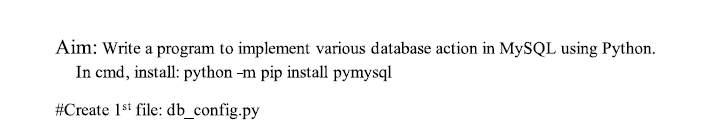 Aim: Write a program to implement various database action in MySQL using Python.
In cmd, install: python –m pip install pymysql
#Create 1st file: db_config.py